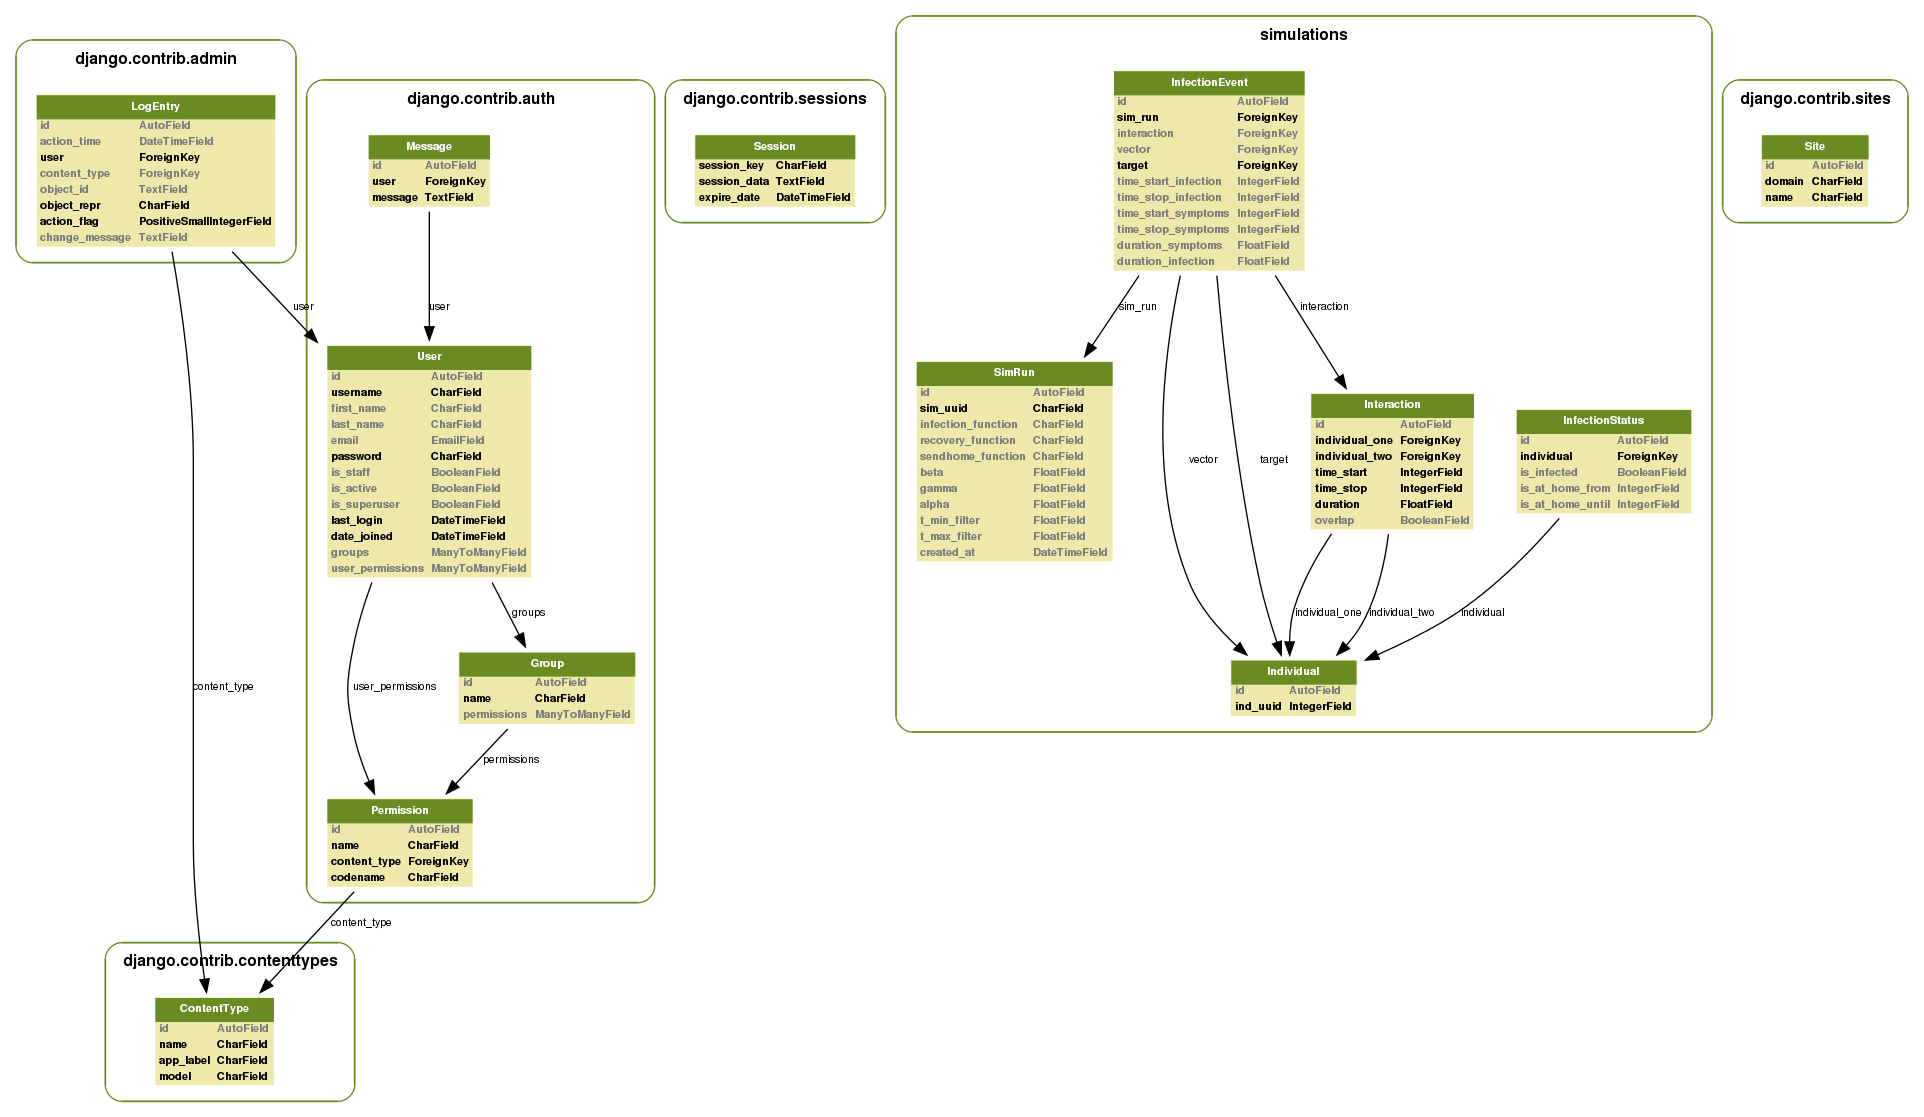 django.contrib.admin
LogEntry
id AutoField
action_time DateTimeField
user ForeignKey
content_type ForeignKey
object_id TextField
object_repr CharField
action_flag PositiveSmallIntegerField
change_message TextField
django.contrib.auth
Message
id AutoField
user ForeignKey
message TextField
user
user
User
id AutoField
username CharField
first_name CharField
last_name CharField
email EmailField
password CharField
is_staff BooleanField
is_active BooleanField
is_superuser BooleanField
last_login DateTimeField
date_joined DateTimeField
groups ManyToManyField
user_permissions ManyToManyField
groups
user_permissions
content_type
Group
id AutoField
name CharField
permissions ManyToManyField
permissions
Permission
id AutoField
name CharField
content_type ForeignKey
codename CharField
content_type
django.contrib.contenttypes
ContentType
id AutoField
name CharField
app_label CharField
model CharField
django.contrib.sessions
Session
session_key CharField
session_data TextField
expire_date DateTimeField
simulations
InfectionEvent
id AutoField
sim_run ForeignKey
interaction ForeignKey
vector ForeignKey
target ForeignKey
time_start_infection IntegerField
time_stop_infection IntegerField
time_start_symptoms IntegerField
time_stop_symptoms IntegerField
duration_symptoms FloatField
duration_infection FloatField
sim_run
interaction
vector
target
SimRun
id AutoField
sim_uuid CharField
infection_function CharField
recovery_function CharField
sendhome_function CharField
beta FloatField
gamma FloatField
alpha FloatField
t_min_filter FloatField
t_max_filter FloatField
created_at DateTimeField
Interaction
id AutoField
individual_one ForeignKey
individual_two ForeignKey
time_start IntegerField
time_stop IntegerField
duration FloatField
overlap BooleanField
InfectionStatus
id AutoField
individual ForeignKey
is_infected BooleanField
is_at_home_from IntegerField
is_at_home_until IntegerField
individual_one
individual_two
individual
Individual
id AutoField
ind_uuid IntegerField
django.contrib.sites
Site
id AutoField
domain CharField
name CharField